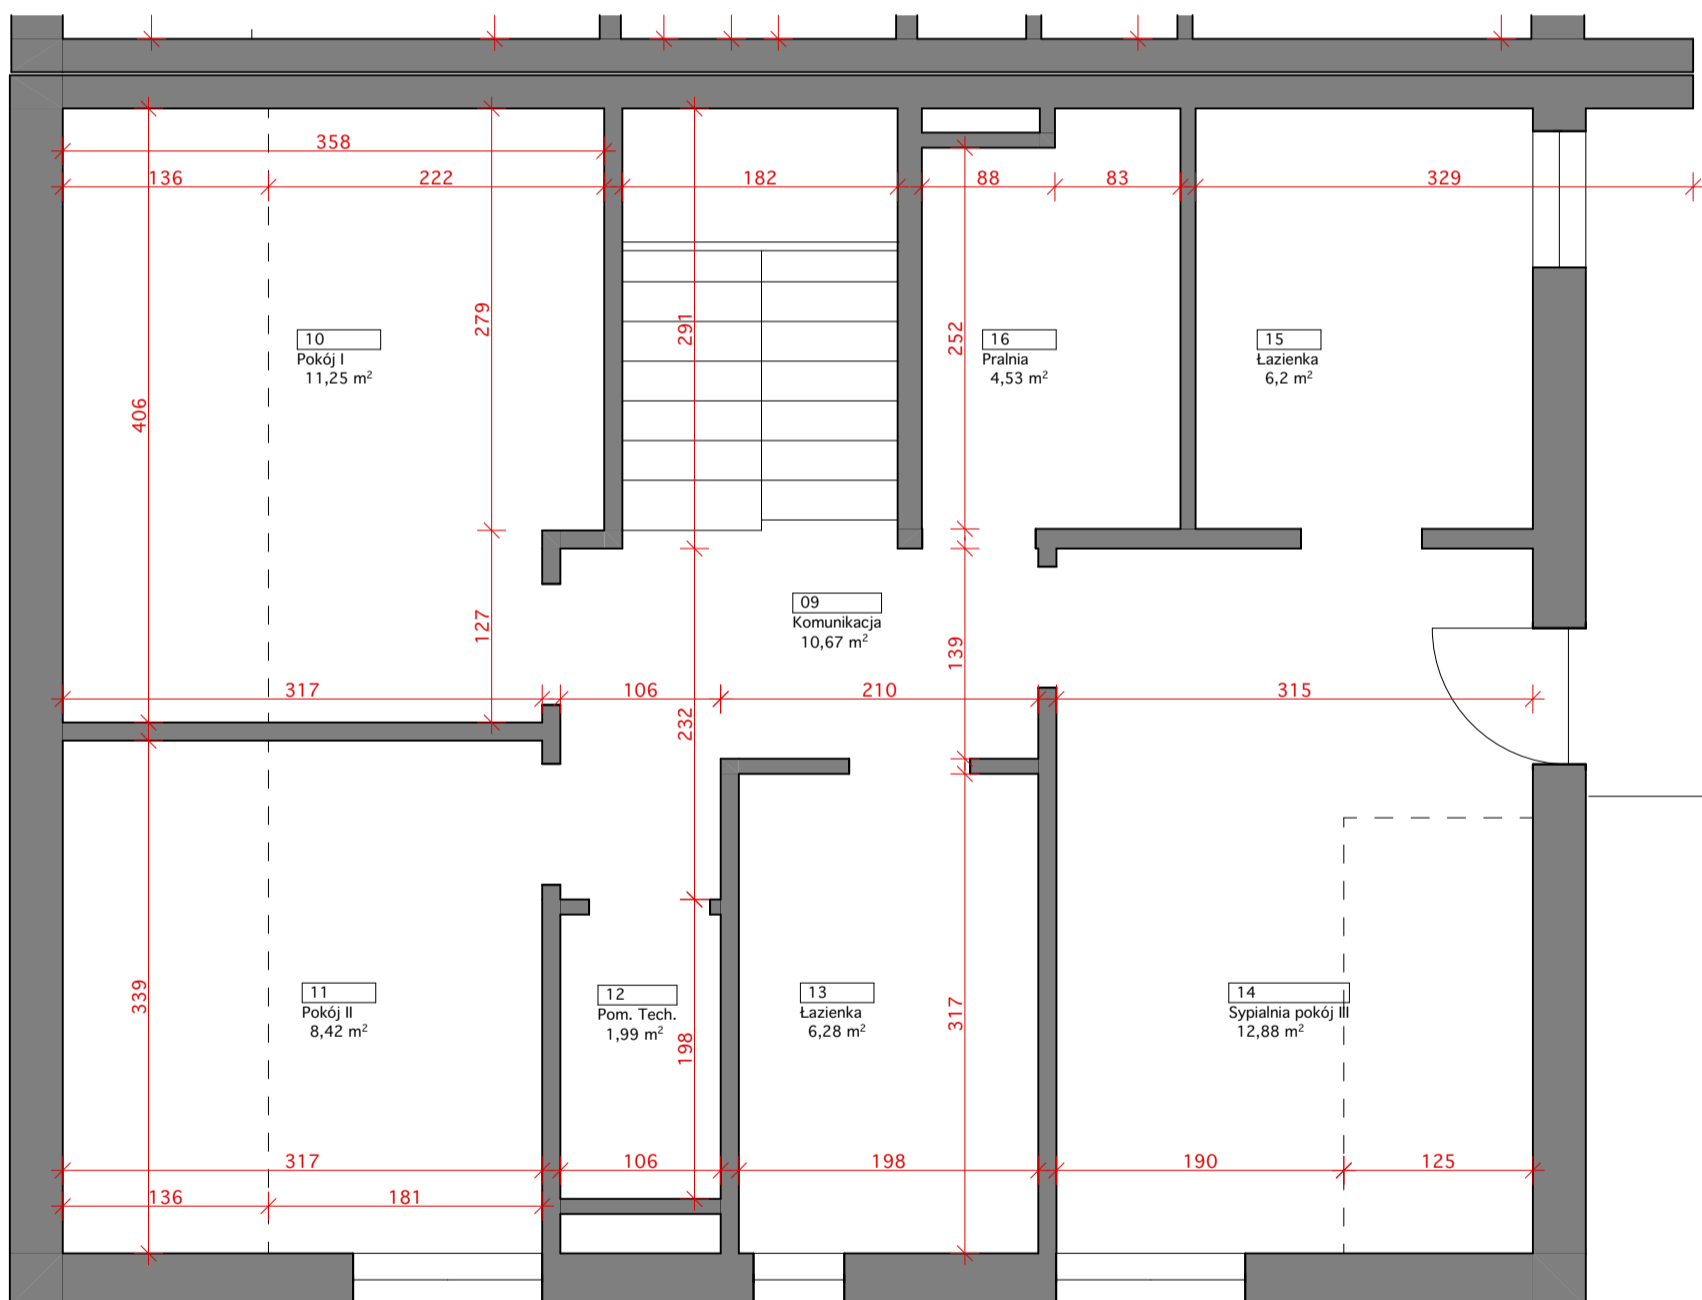 358
136 222 182 88 83 329
279
291
252
406
10
Pokój I
11,25 m²
16
Pralnia
4,53 m²
15
Łazienka
6,2 m²
09
Komunikacja
10,67 m²
127
139
317 106 210 315
232
339
11
Pokój II
8,42 m²
12
Pom. Tech.
1,99 m²
13
Łazienka
6,28 m²
14
Sypialnia pokój III
12,88 m²
198
317
317 106 198 190 125
136 181